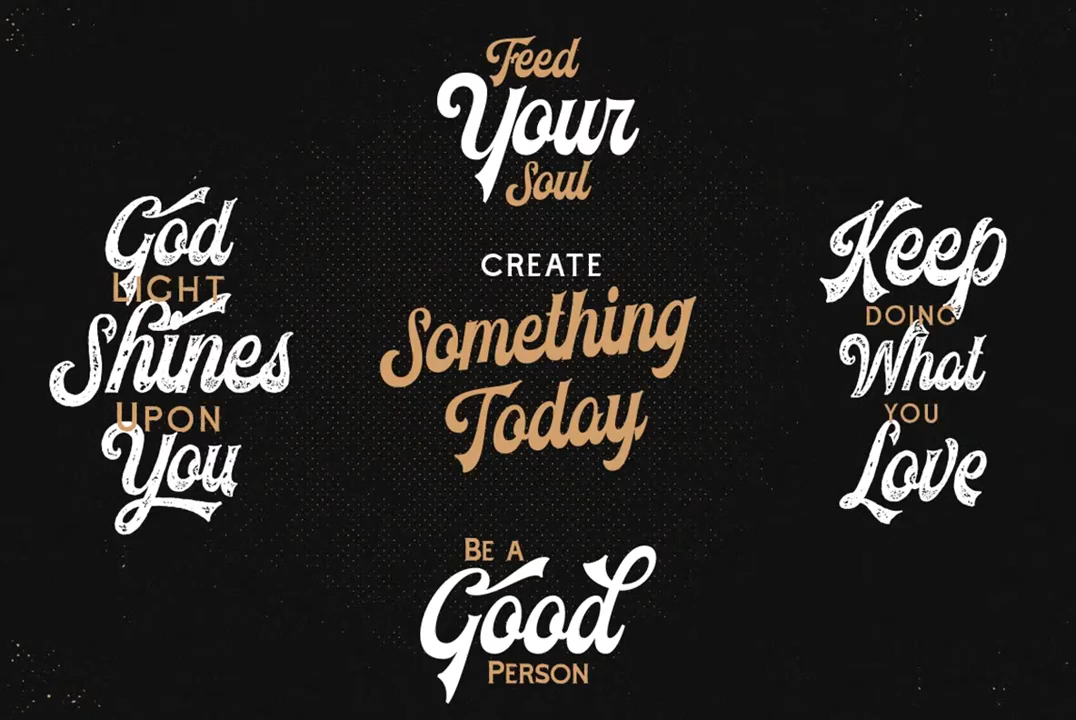 Feed
Your
Soul
God
LIGHT
Shines
UPON
You
CREATE
Something
Today
Keep
DOING
What
YOU
Love
BE A
Good
PERSON